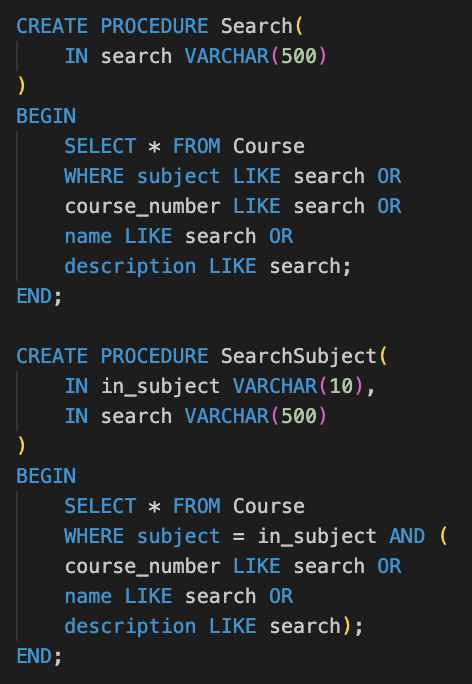 CREATE PROCEDURE Search(
    IN search VARCHAR(500)
)
BEGIN
    SELECT * FROM Course
    WHERE subject LIKE search OR
    course_number LIKE search OR
    name LIKE search OR
    description LIKE search;
END;

CREATE PROCEDURE SearchSubject(
    IN in_subject VARCHAR(10),
    IN search VARCHAR(500)
)
BEGIN
    SELECT * FROM Course
    WHERE subject = in_subject AND (
    course_number LIKE search OR
    name LIKE search OR
    description LIKE search);
END;